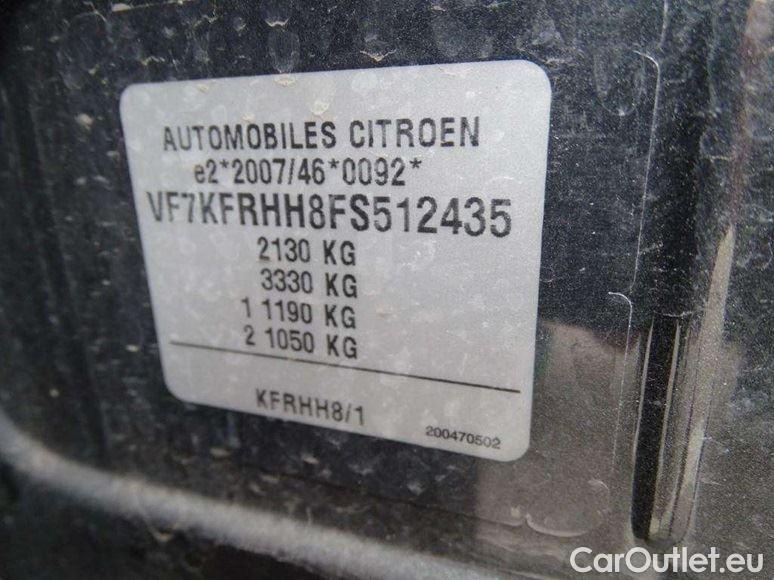 AUTOMOBILES CITROEN
e2*2007/46*0092*
VF7KFRHH8FS512435
2130 KG
3330 KG
1 1190 KG
2 1050 KG
KFRHH8/1
200470502
CarOutlet.eu